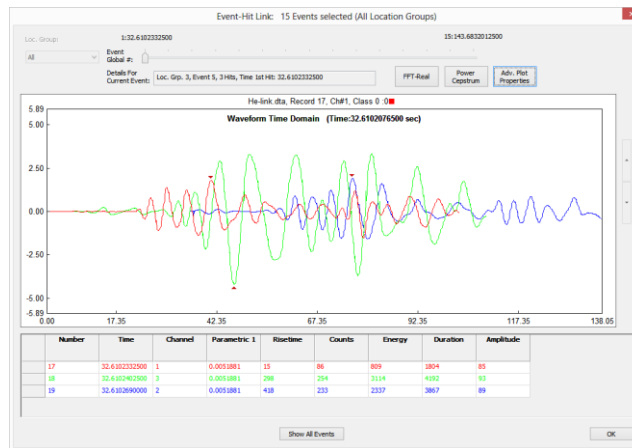 Event-Hit Link: 15 Events selected (All Location Groups)
Loc. Group:
1:32.6102332500
15:143.6832012500
All
Event
Global #:
Details For
Current Event:
Loc. Grp. 3, Event 5, 3 Hits, Time 1st Hit: 32.6102332500
FFT-Real
Power
Cepstrum
Adv. Plot
Properties
He-link.dta, Record 17, Ch#1, Class 0 :0
Waveform Time Domain (Time:32.6102076500 sec)
5.89
5.00
2.50
0.00
-2.50
-5.00
-5.89
0.00 17.35 42.35 67.35 92.35 117.35 138.05
Number Time Channel Parametric 1 Risetime Counts Energy Duration Amplitude
17 32.6102332500 1 0.0051881 15 86 809 1804 85
18 32.6102402500 3 0.0051881 256 284 3114 4182 93
19 32.6102690000 2 0.0051881 418 233 2337 3867 89
Show All Events
OK